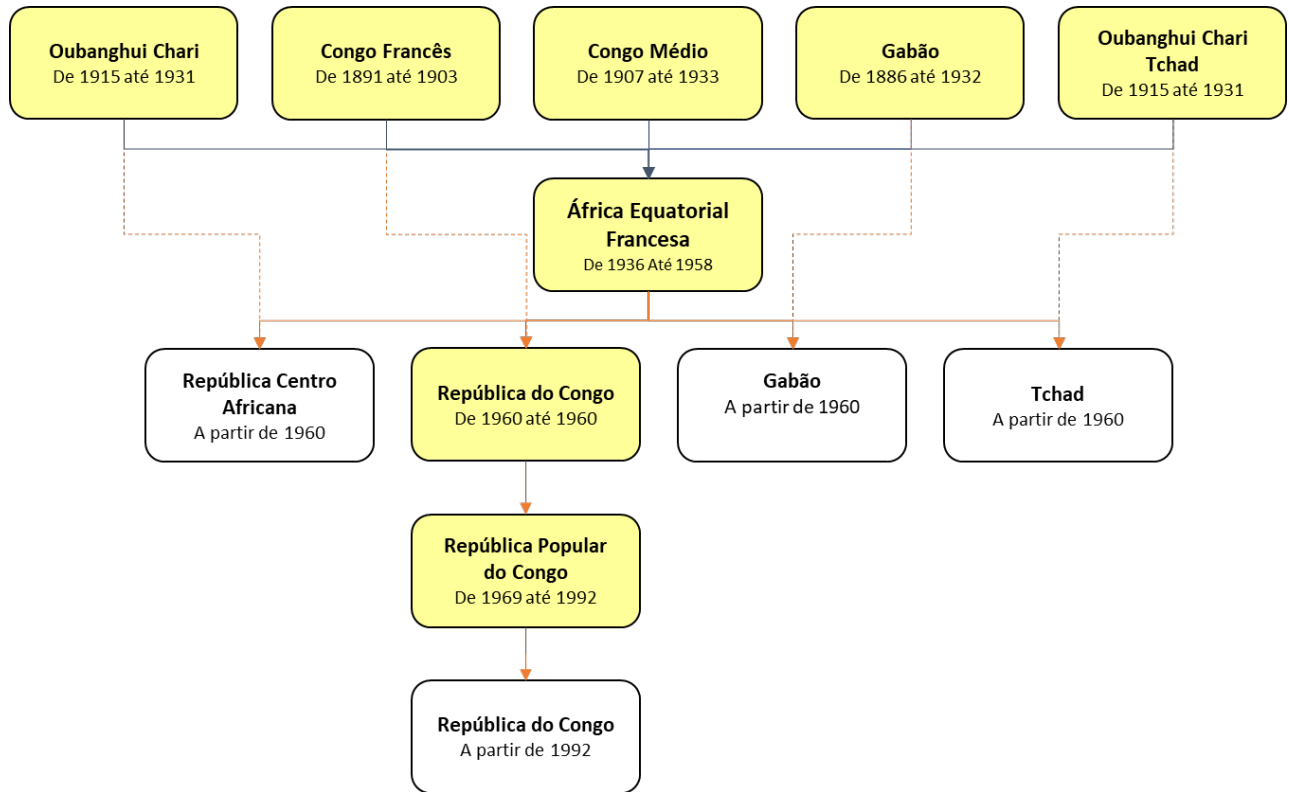 Oubanghui Chari
De 1915 até 1931
Congo Francês
De 1891 até 1903
Congo Médio
De 1907 até 1933
Gabão
De 1886 até 1932
Oubanghui Chari
Tchad
De 1915 até 1931
África Equatorial
Francesa
De 1936 Até 1958
República Centro
Africana
A partir de 1960
República do Congo
De 1960 até 1960
Gabão
A partir de 1960
Tchad
A partir de 1960
República Popular
do Congo
De 1969 até 1992
República do Congo
A partir de 1992